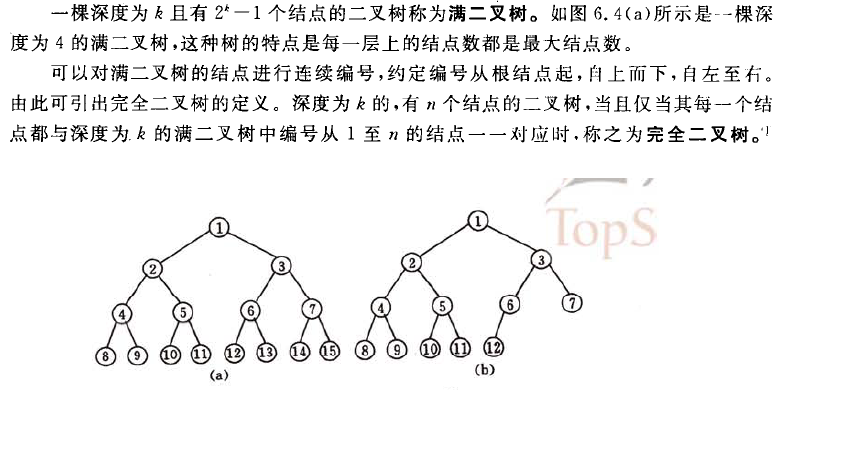 一棵深度为 k 且有 2ᵏ－1 个结点的二叉树称为满二叉树。如图 6.4(a)所示是一棵深
度为 4 的满二叉树,这种树的特点是每一层上的结点数都是最大结点数。
可以对满二叉树的结点进行连续编号,约定编号从根结点起,自上而下,自左至右。
由此可引出完全二叉树的定义。深度为 k 的,有 n 个结点的二叉树,当且仅当其每一个结
点都与深度为 k 的满二叉树中编号从 1 至 n 的结点一一对应时,称之为完全二叉树。
TopS
1
2 3
4 5 6 7
8 9 10 11 12 13 14 15
(a)
1
2 3
4 5 6 7
8 9 10 11 12
(b)